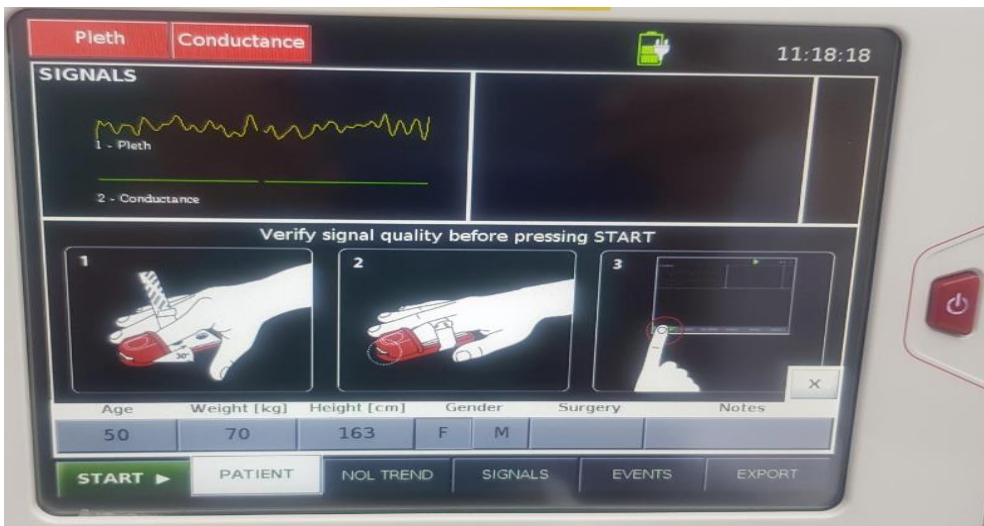 Pleth Conductance 11:18:18
SIGNALS
1 - Pleth
2 - Conductance
Verify signal quality before pressing START
1 2 3
30°
X
Age Weight [kg] Height [cm] Gender Surgery Notes
50 70 163 F M
START PATIENT NOL TREND SIGNALS EVENTS EXPORT